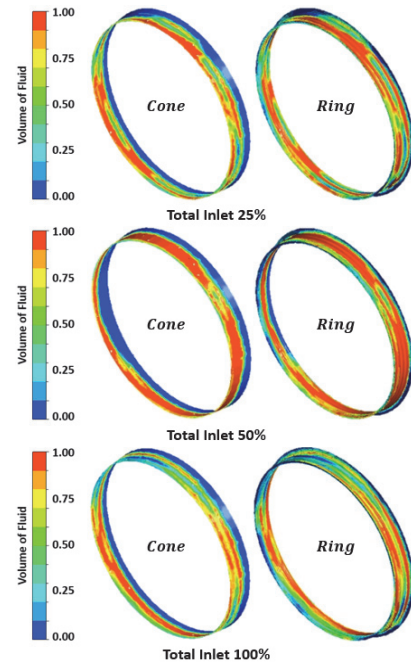 Volume of Fluid
1.00
0.75
0.50
0.25
0.00
Cone
Ring
Total Inlet 25%
Volume of Fluid
1.00
0.75
0.50
0.25
0.00
Cone
Ring
Total Inlet 50%
Volume of Fluid
1.00
0.75
0.50
0.25
0.00
Cone
Ring
Total Inlet 100%